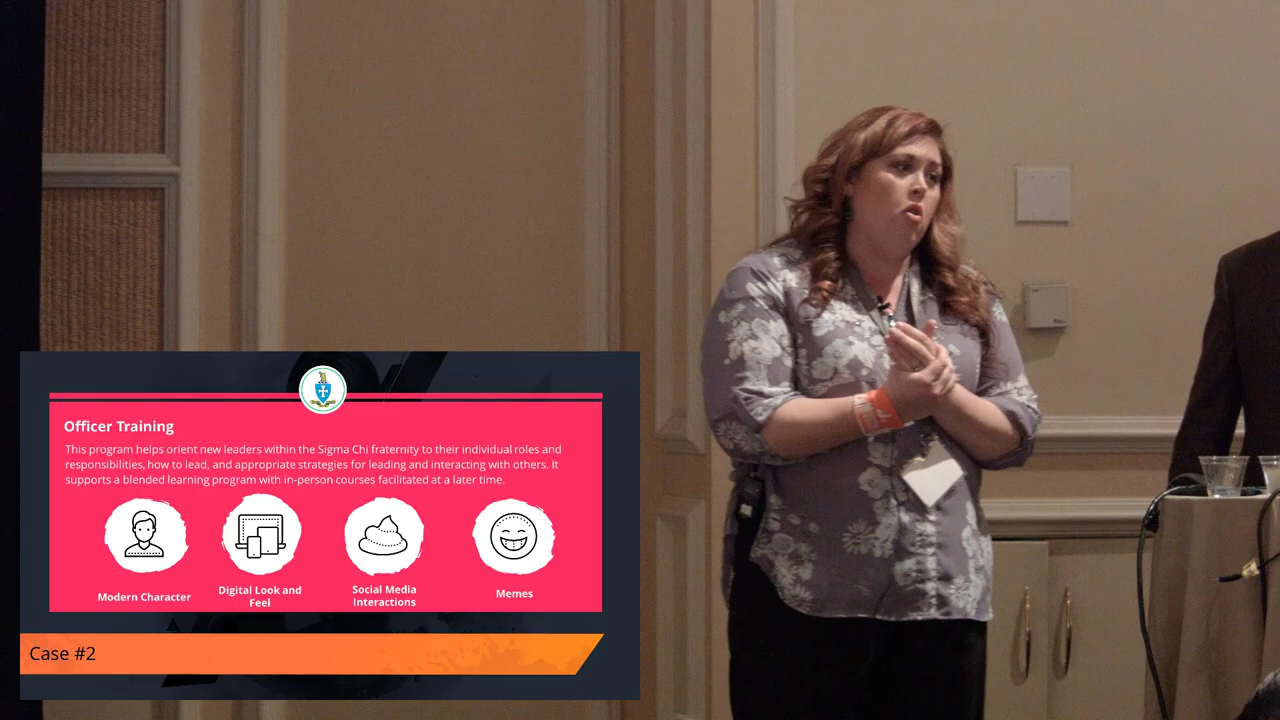 Officer Training
This program helps orient new leaders within the Sigma Chi fraternity to their individual roles and
responsibilities, how to lead, and appropriate strategies for leading and interacting with others. It
supports a blended learning program with in-person courses facilitated at a later time.
Modern Character
Digital Look and
Feel
Social Media
Interactions
Memes
Case #2